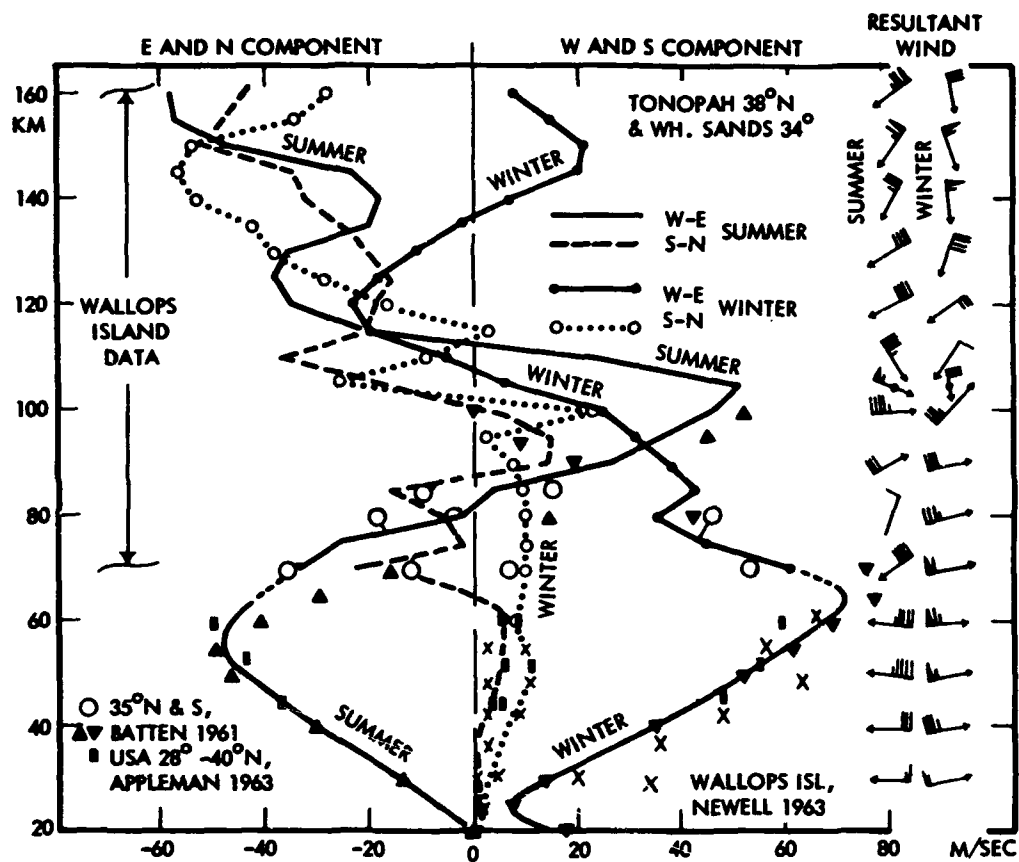 RESULTANT
WIND
E AND N COMPONENT
W AND S COMPONENT
160
KM
140
120
100
80
60
40
20
TONOPAH 38°N
& WH. SANDS 34°
SUMMER
WINTER
W-E
S-N
SUMMER
W-E
S-N
WINTER
SUMMER
WINTER
WALLOPS
ISLAND
DATA
SUMMER
WINTER
WINTER
SUMMER
WINTER
35°N & S,
BATTEN 1961
USA 28° -40°N,
APPLEMAN 1963
X WALLOPS ISL,
NEWELL 1963
-60
-40
-20
0
20
40
60
80
M/SEC